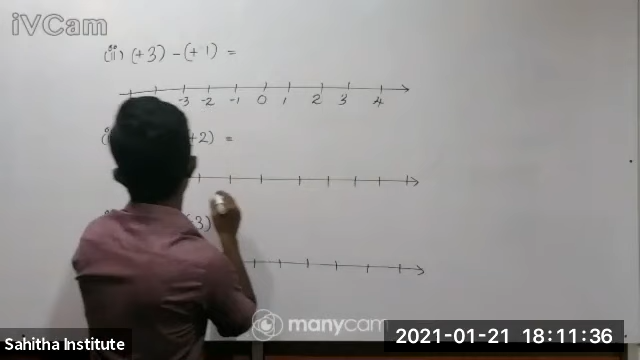 iVCam
(ii) (+3) - (+1) =
-3 -2 -1 0 1 2 3 4
+2) =
3)
manycam
Sahitha Institute
2021-01-21 18:11:36